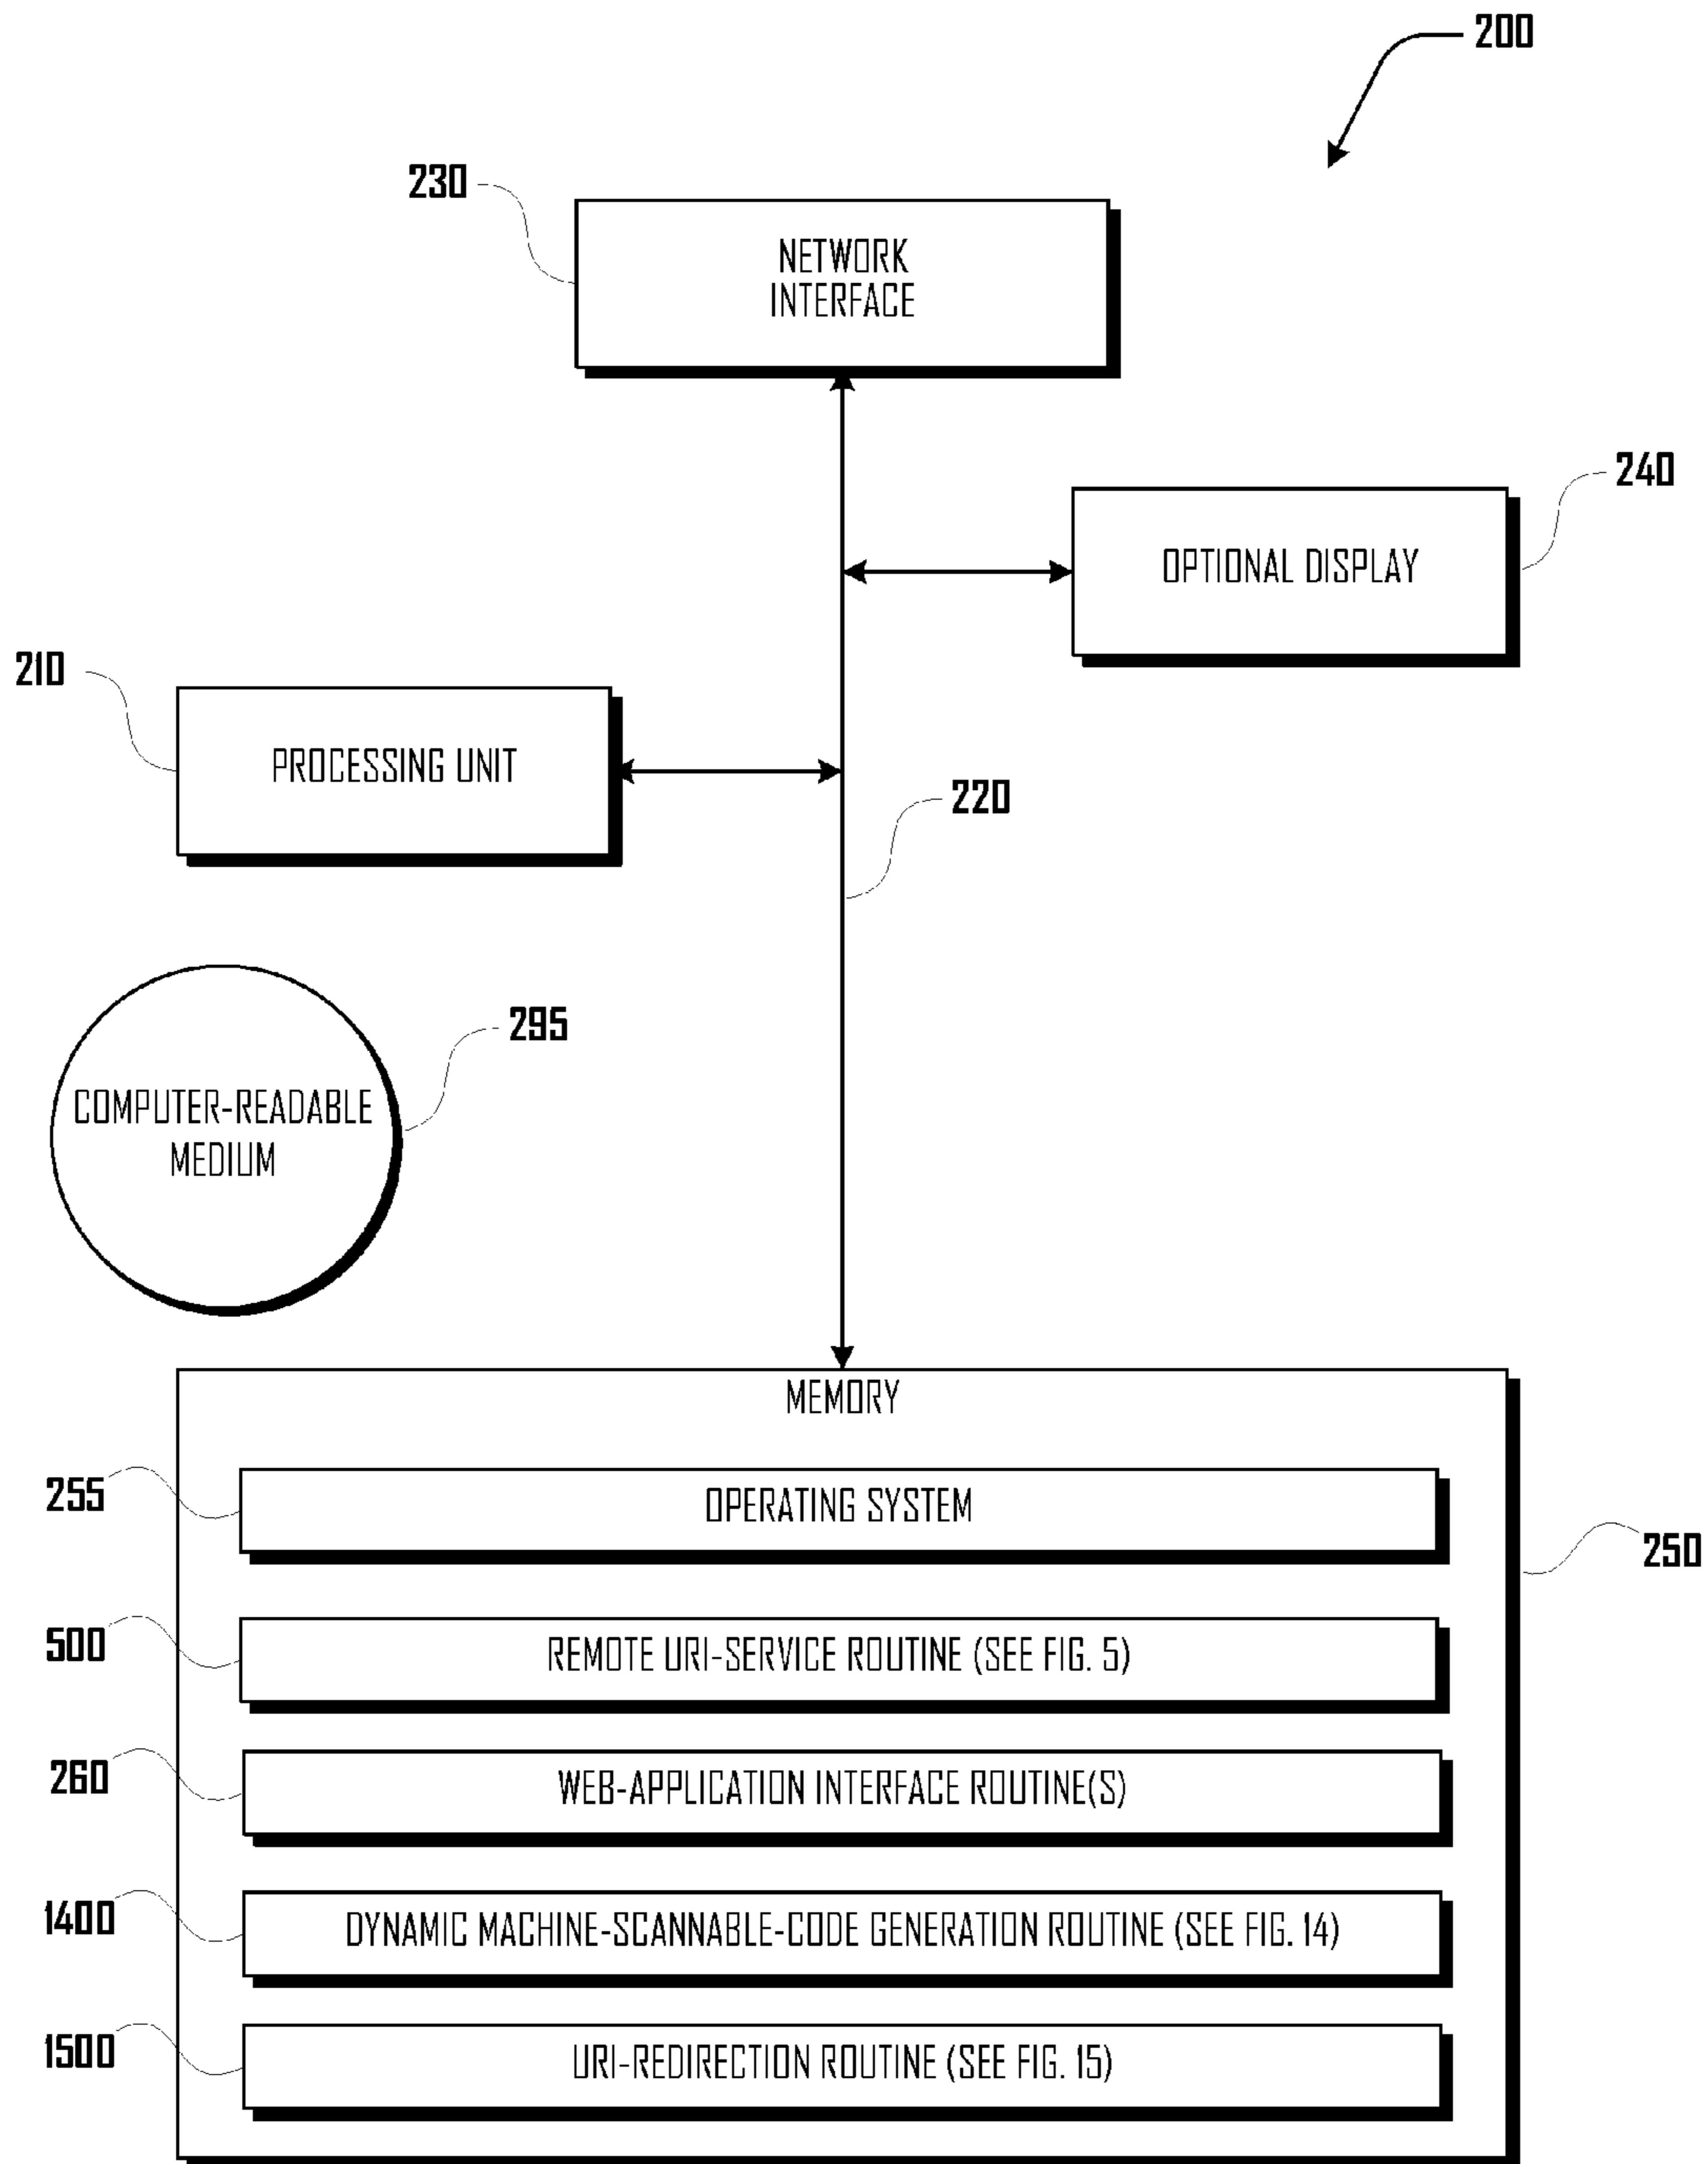 200
230
NETWORK
INTERFACE
240
OPTIONAL DISPLAY
210
PROCESSING UNIT
220
295
COMPUTER-READABLE
MEDIUM
MEMORY
255
OPERATING SYSTEM
250
500
REMOTE URI-SERVICE ROUTINE (SEE FIG. 5)
260
WEB-APPLICATION INTERFACE ROUTINE(S)
1400
DYNAMIC MACHINE-SCANNABLE-CODE GENERATION ROUTINE (SEE FIG. 14)
1500
URI-REDIRECTION ROUTINE (SEE FIG. 15)